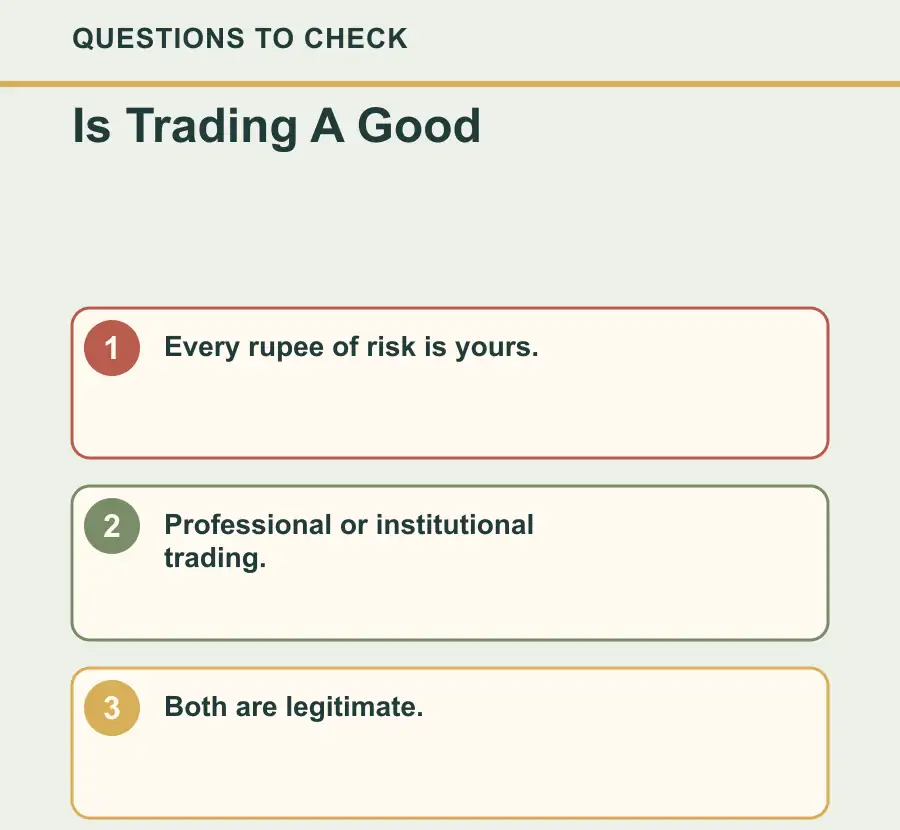 QUESTIONS TO CHECK
Is Trading A Good
1
Every rupee of risk is yours.
2
Professional or institutional
trading.
3
Both are legitimate.